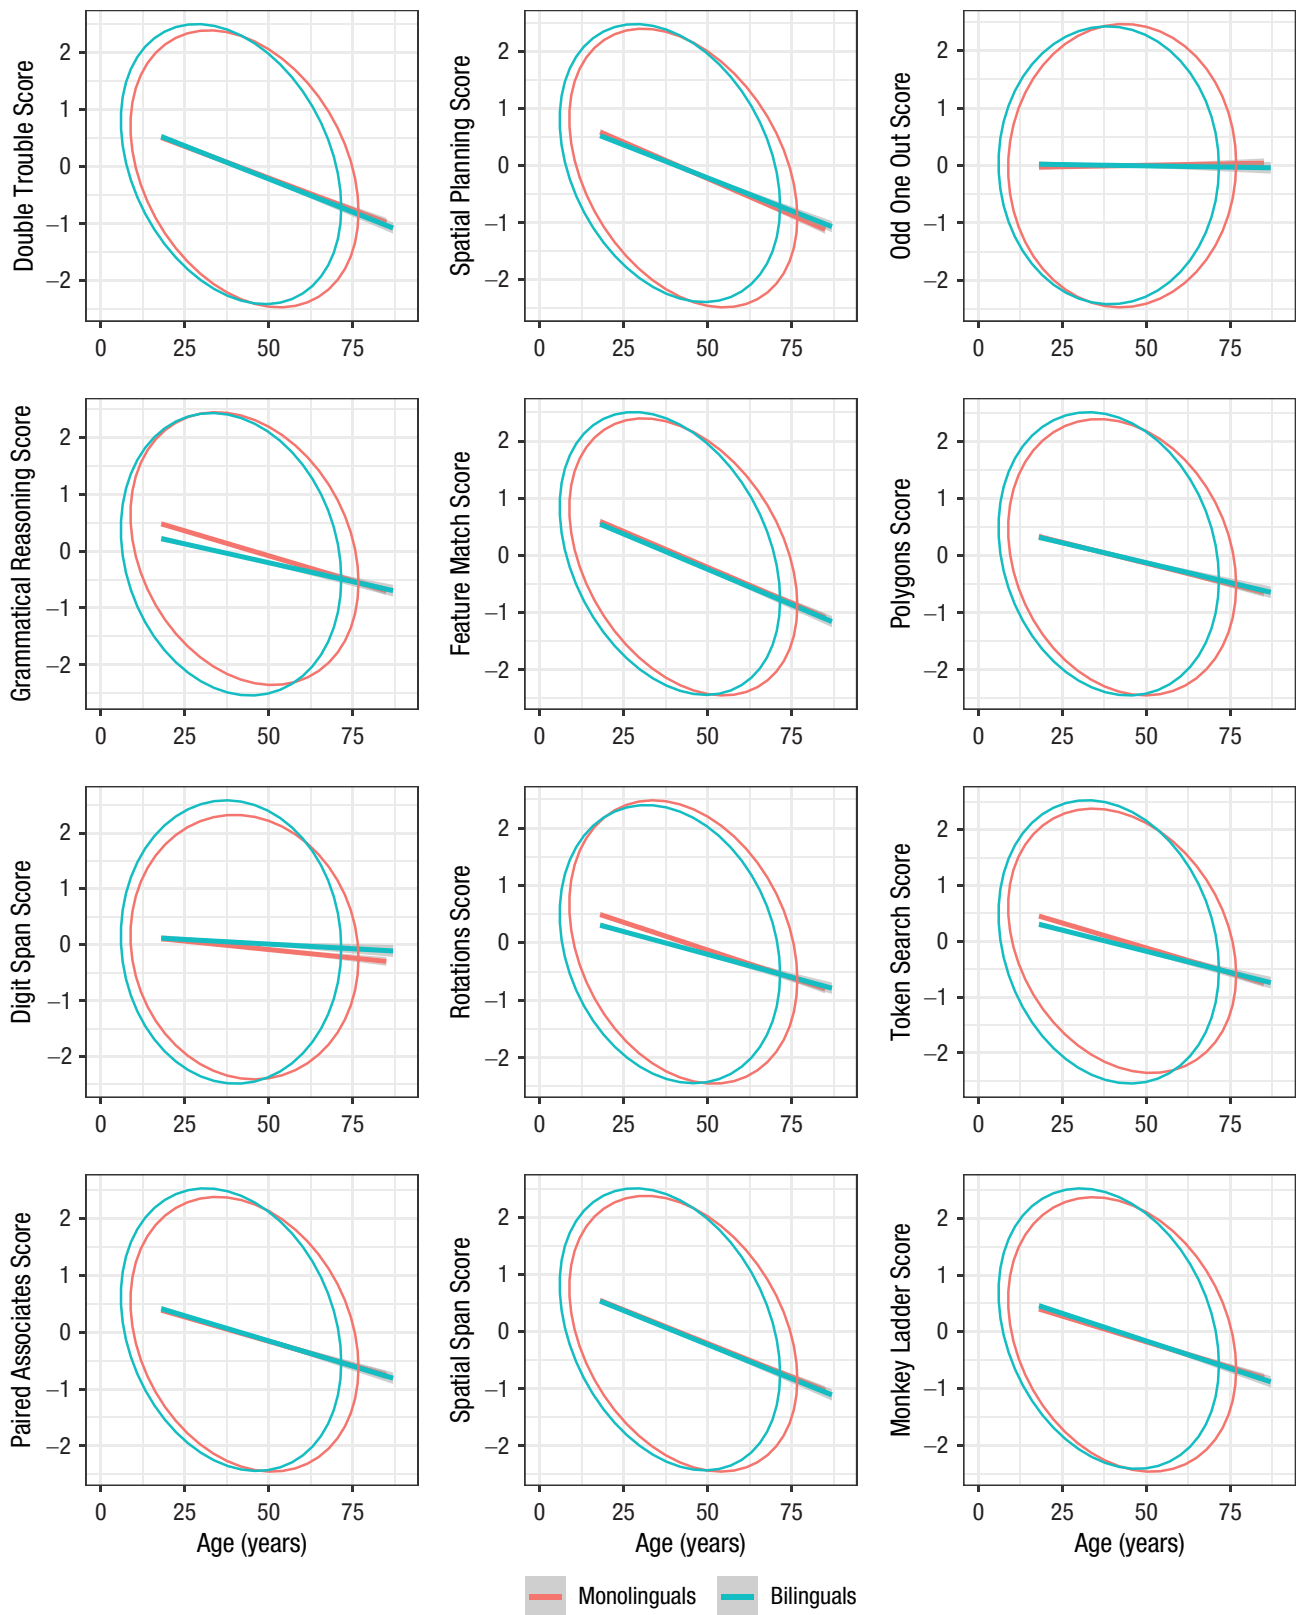 Double Trouble Score
2
1
0
−1
−2
0 25 50 75
Spatial Planning Score
2
1
0
−1
−2
0 25 50 75
Odd One Out Score
2
1
0
−1
−2
0 25 50 75
Grammatical Reasoning Score
2
1
0
−1
−2
0 25 50 75
Feature Match Score
2
1
0
−1
−2
0 25 50 75
Polygons Score
2
1
0
−1
−2
0 25 50 75
Digit Span Score
2
1
0
−1
−2
0 25 50 75
Rotations Score
2
1
0
−1
−2
0 25 50 75
Token Search Score
2
1
0
−1
−2
0 25 50 75
Paired Associates Score
2
1
0
−1
−2
0 25 50 75
Age (years)
Spatial Span Score
2
1
0
−1
−2
0 25 50 75
Age (years)
Monkey Ladder Score
2
1
0
−1
−2
0 25 50 75
Age (years)
Monolinguals Bilinguals